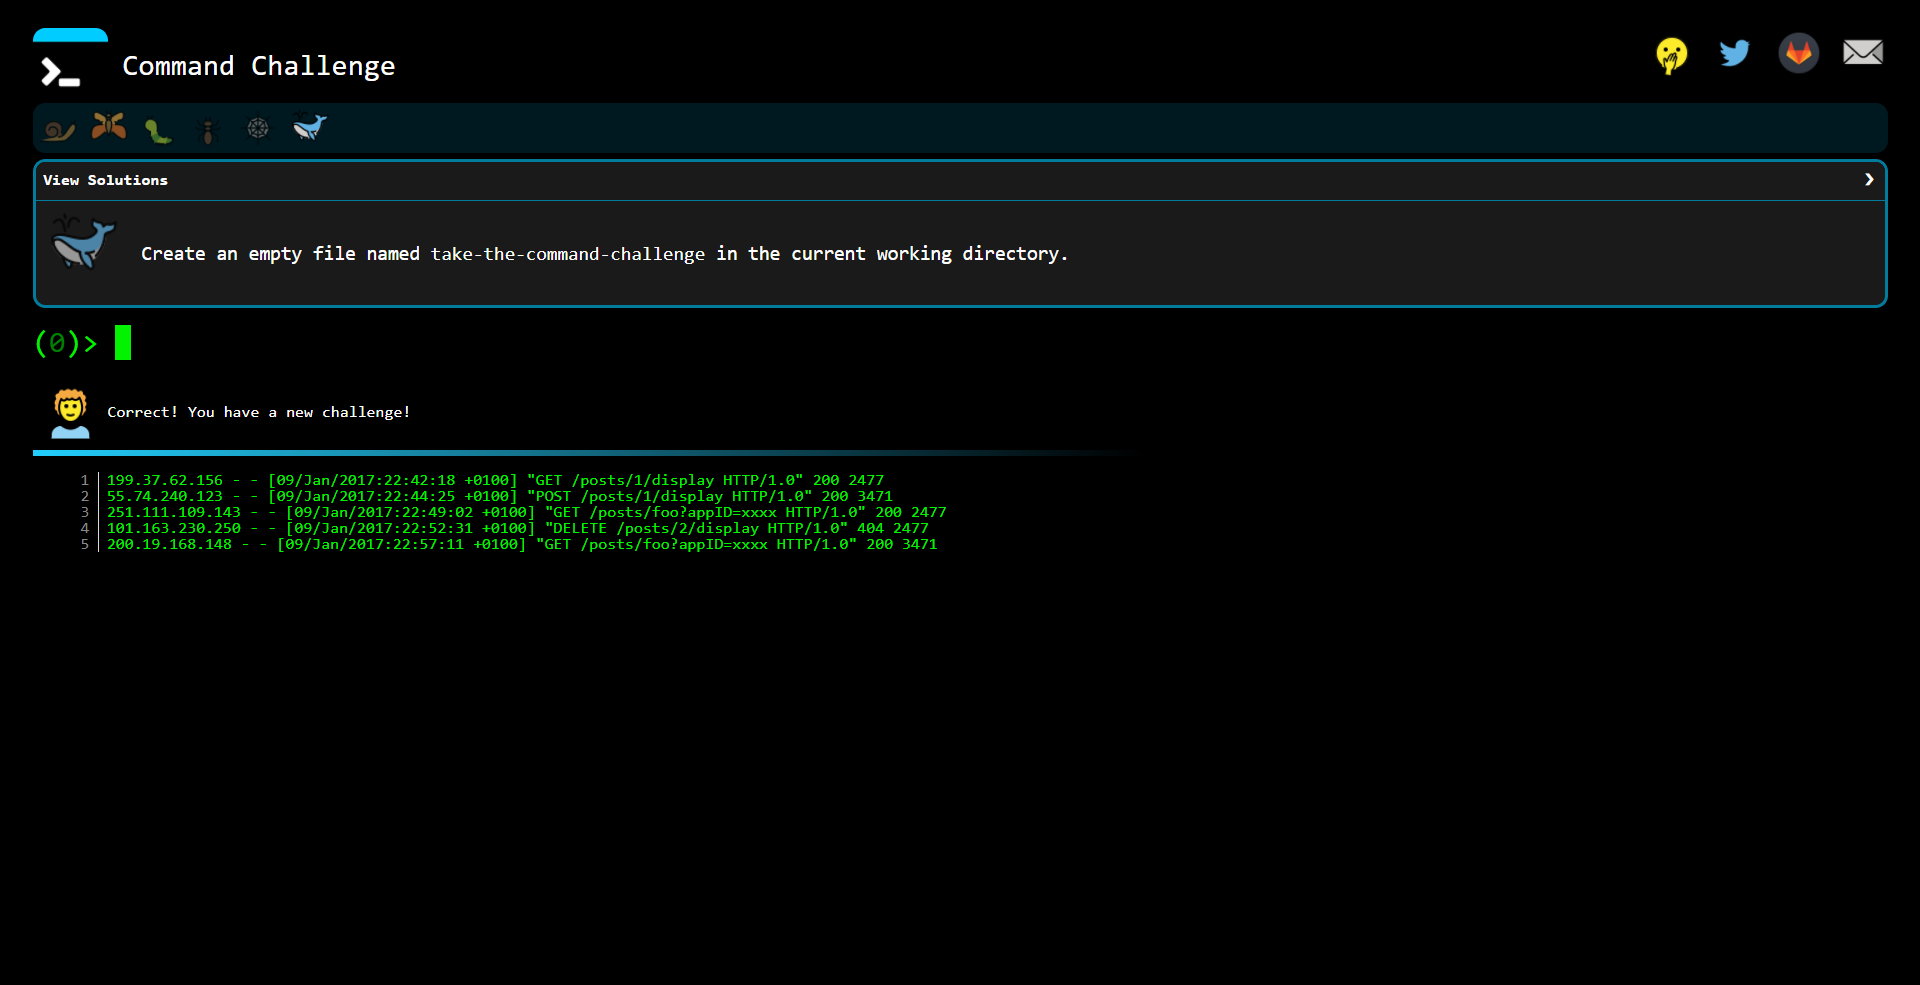 Command Challenge
View Solutions
Create an empty file named take-the-command-challenge in the current working directory.
(0)>
Correct! You have a new challenge!
1 199.37.62.156 - - [09/Jan/2017:22:42:18 +0100] "GET /posts/1/display HTTP/1.0" 200 2477
2 55.74.240.123 - - [09/Jan/2017:22:44:25 +0100] "POST /posts/1/display HTTP/1.0" 200 3471
3 251.111.109.143 - - [09/Jan/2017:22:49:02 +0100] "GET /posts/foo?appID=xxxx HTTP/1.0" 200 2477
4 101.163.230.250 - - [09/Jan/2017:22:52:31 +0100] "DELETE /posts/2/display HTTP/1.0" 404 2477
5 200.19.168.148 - - [09/Jan/2017:22:57:11 +0100] "GET /posts/foo?appID=xxxx HTTP/1.0" 200 3471